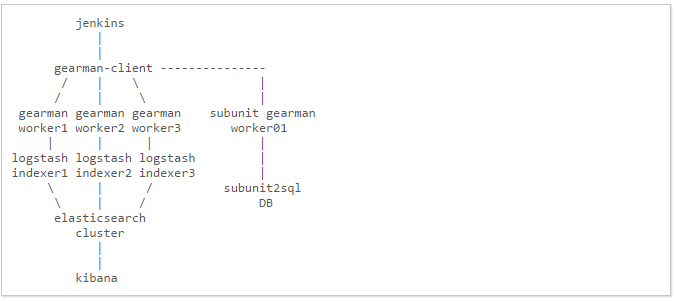 jenkins
gearman-client ---------------
gearman gearman gearman subunit gearman
worker1 worker2 worker3 worker01
logstash logstash logstash
indexer1 indexer2 indexer3
subunit2sql
DB
elasticsearch
cluster
kibana